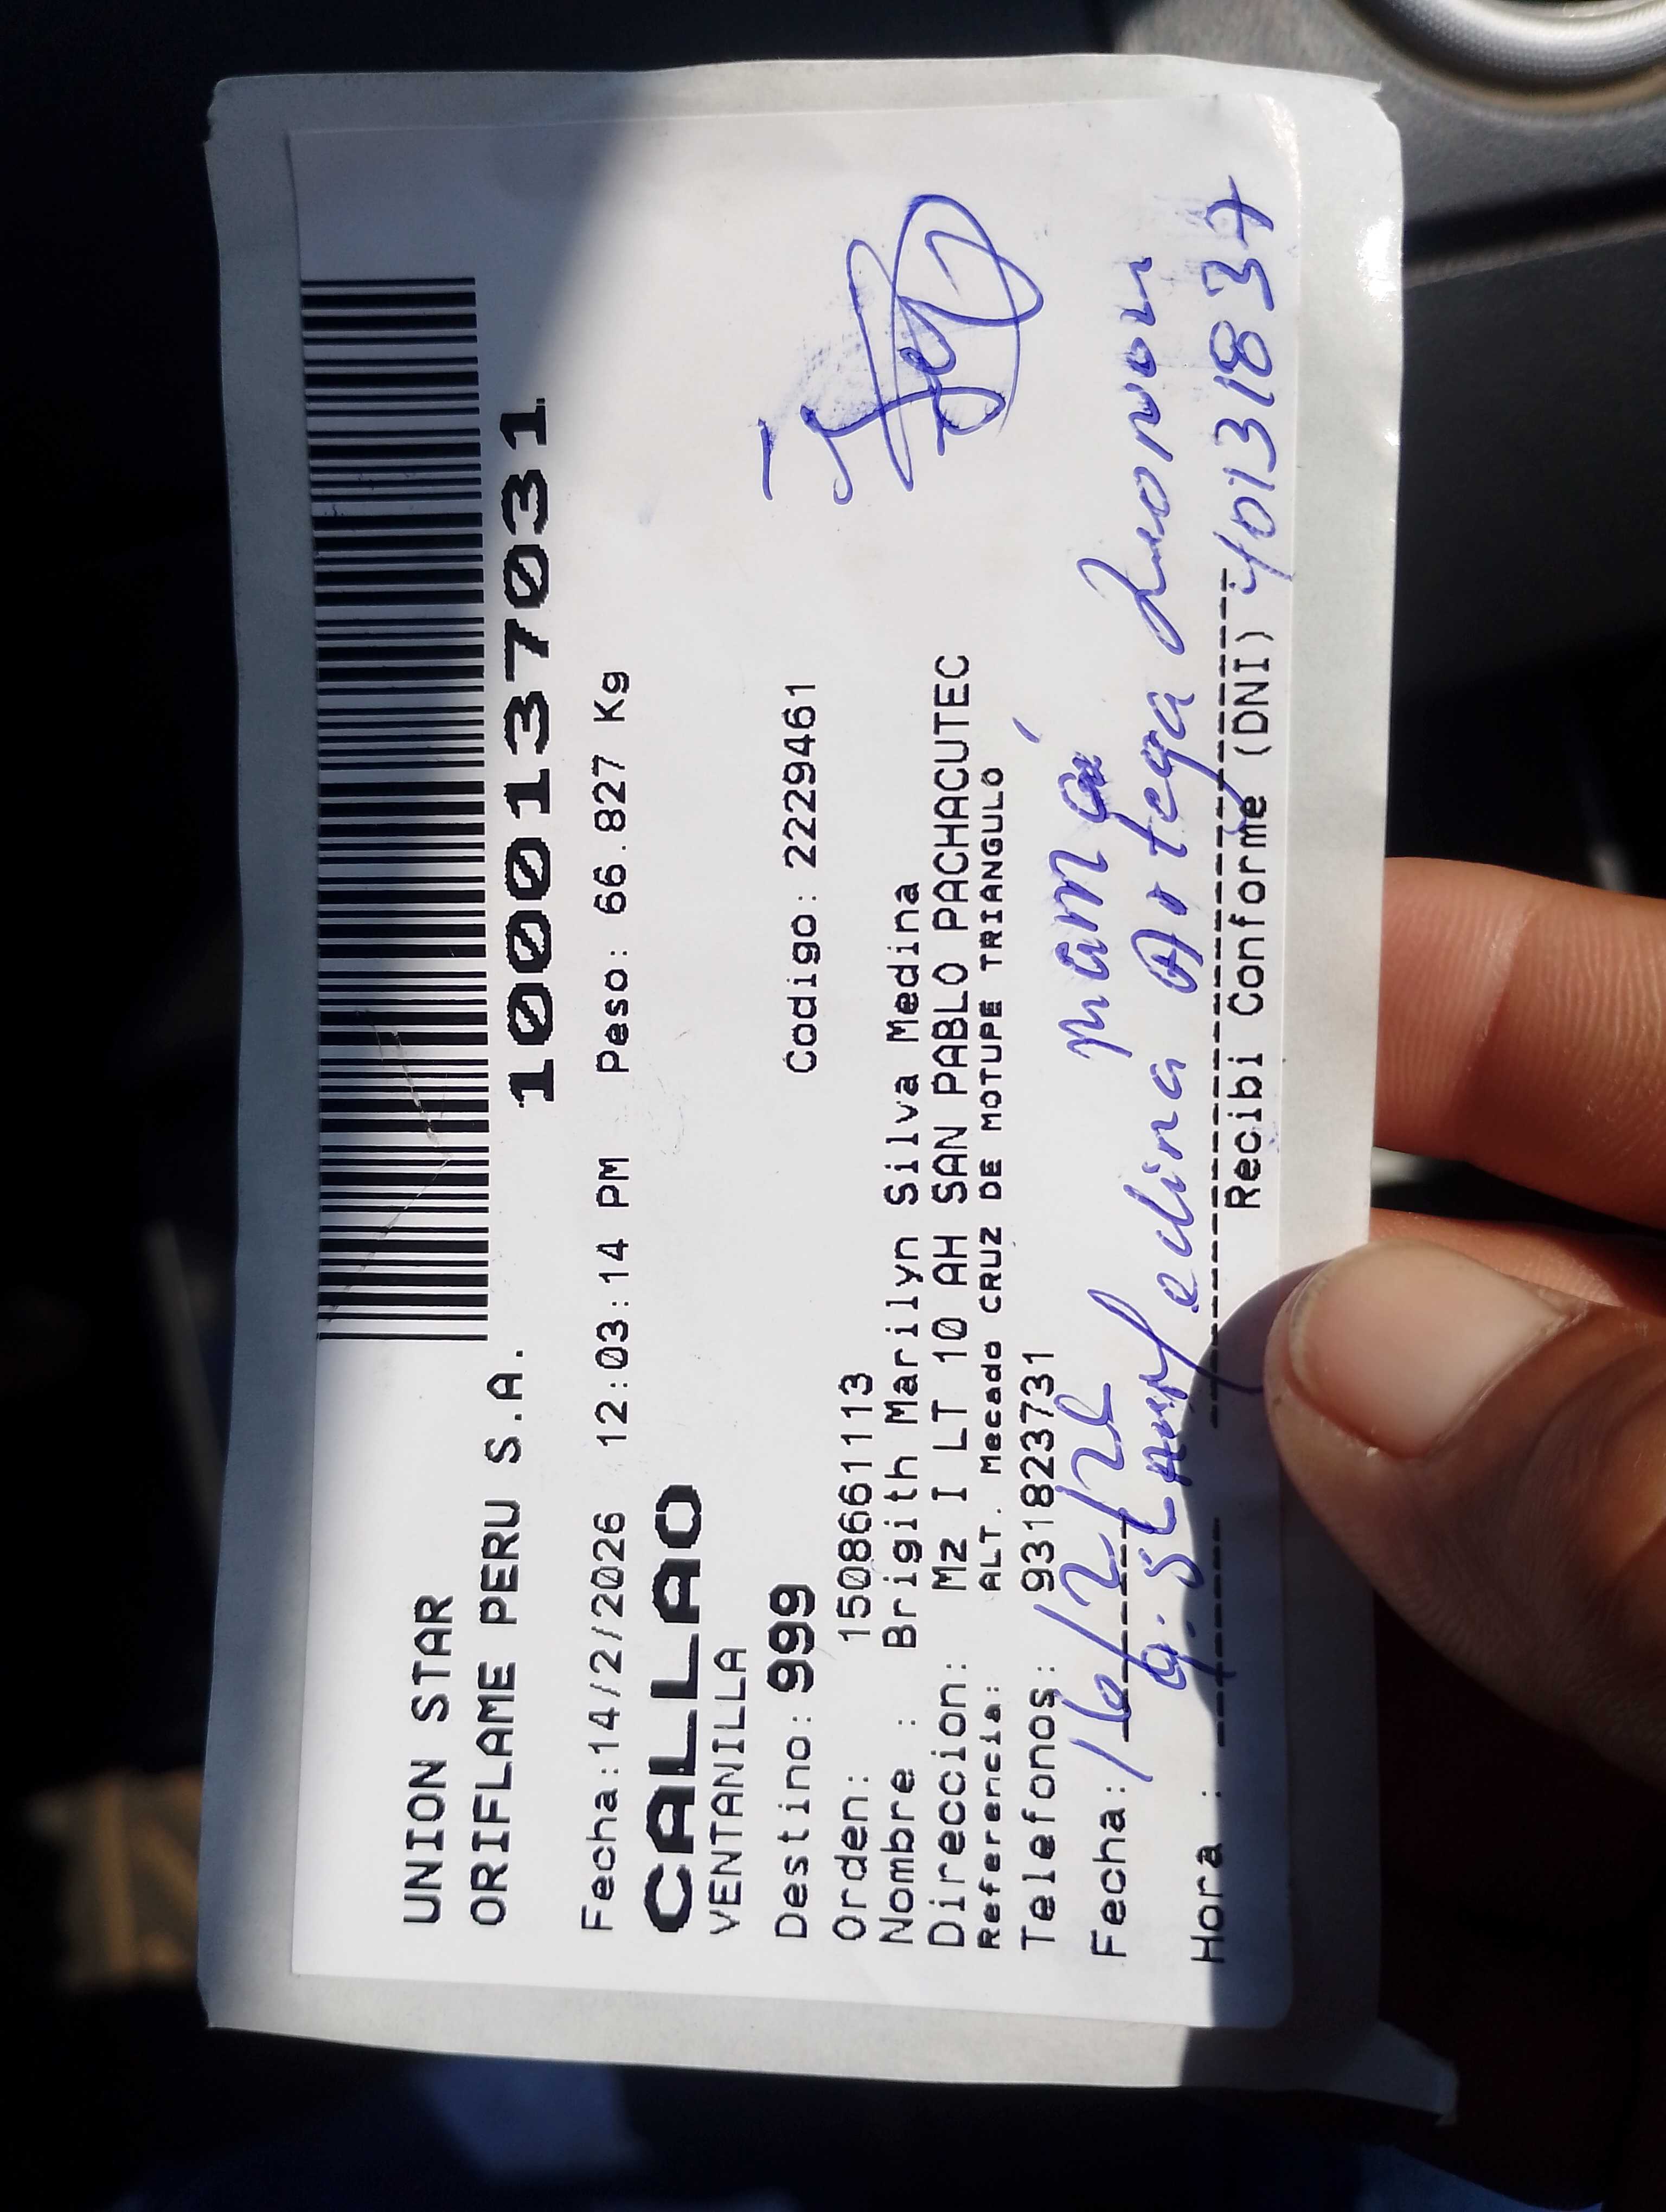 UNION STAR
ORIFLAME PERU S.A.
1000137031
Fecha:14/2/2026 12:03:14 PM Peso: 66.827 Kg
CALLAO
VENTANILLA
Destino: 999 Codigo: 2229461
Orden: 1508661113
Nombre : Brigith Marilyn Silva Medina
Direccion: Mz I LT 10 AH SAN PABLO PACHACUTEC
Referencia: ALT. Mecado CRUZ DE MOTUPE TRIANGULO
Telefonos: 931823731
mamá
Fecha: 16/2/26
edina Artega
Hora :
Recibi Conforme (DNI) 40131837